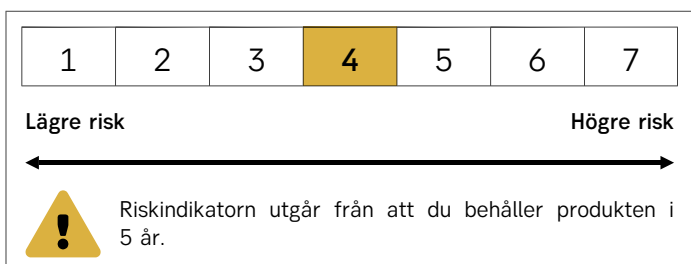 1 2 3 4 5 6 7
Lägre risk Högre risk
Riskindikatorn utgår från att du behåller produkten i
5 år.